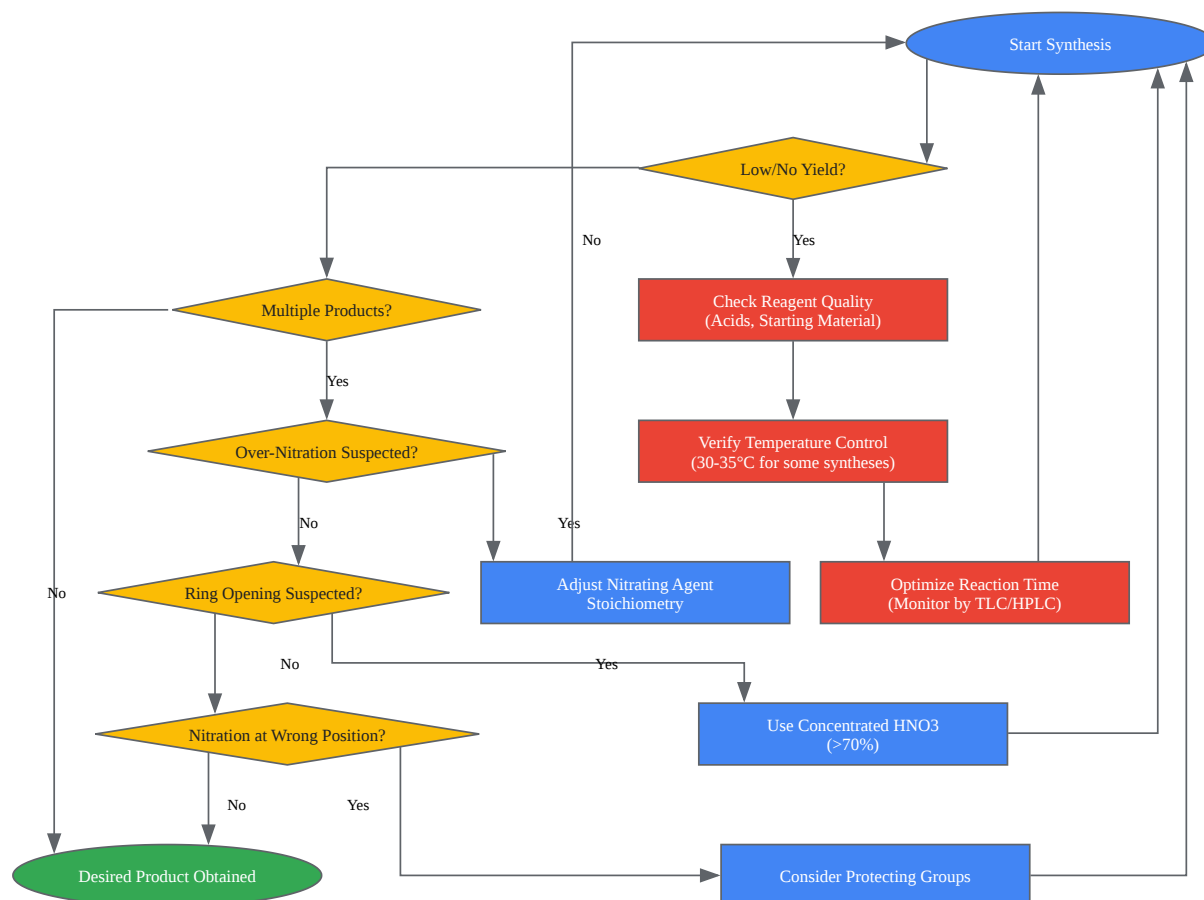 Start Synthesis
Low/No Yield?
No
Yes
Multiple Products?
Check Reagent Quality
(Acids, Starting Material)
Yes
Over-Nitration Suspected?
Verify Temperature Control
(30-35°C for some syntheses)
No
Yes
Ring Opening Suspected?
Adjust Nitrating Agent
Stoichiometry
Optimize Reaction Time
(Monitor by TLC/HPLC)
No
No
Yes
Nitration at Wrong Position?
Use Concentrated HNO3
(>70%)
No
Yes
Desired Product Obtained
Consider Protecting Groups